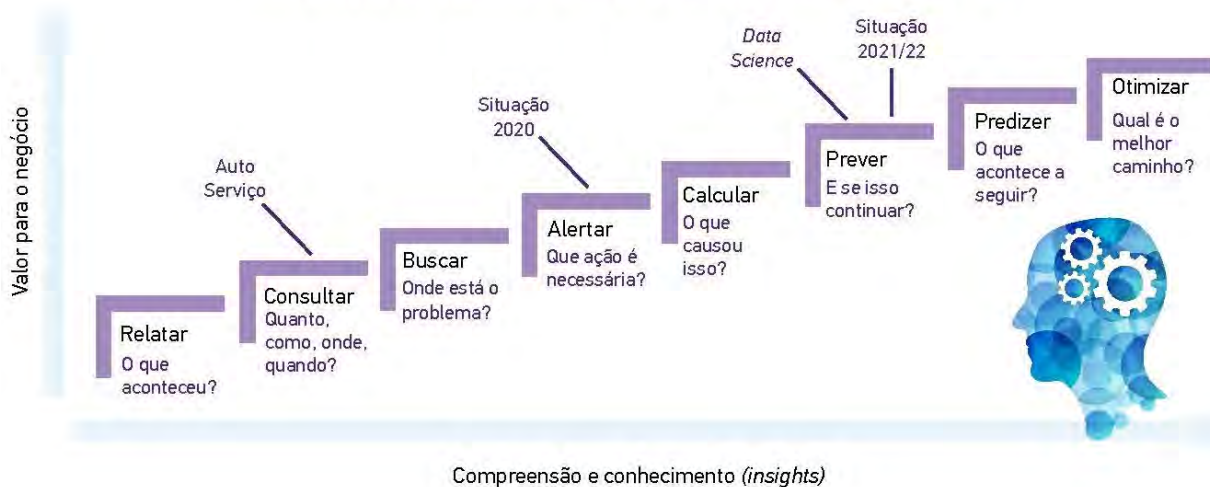 Valor para o negócio
Relatar
O que
aconteceu?
Auto
Serviço
Consultar
Quanto,
como, onde,
quando?
Buscar
Onde está o
problema?
Situação
2020
Alertar
Que ação é
necessária?
Calcular
O que
causou
isso?
Data
Science
Situação
2021/22
Prever
E se isso
continuar?
Predizer
O que
acontece a
seguir?
Otimizar
Qual é o
melhor
caminho?
Compreensão e conhecimento (insights)